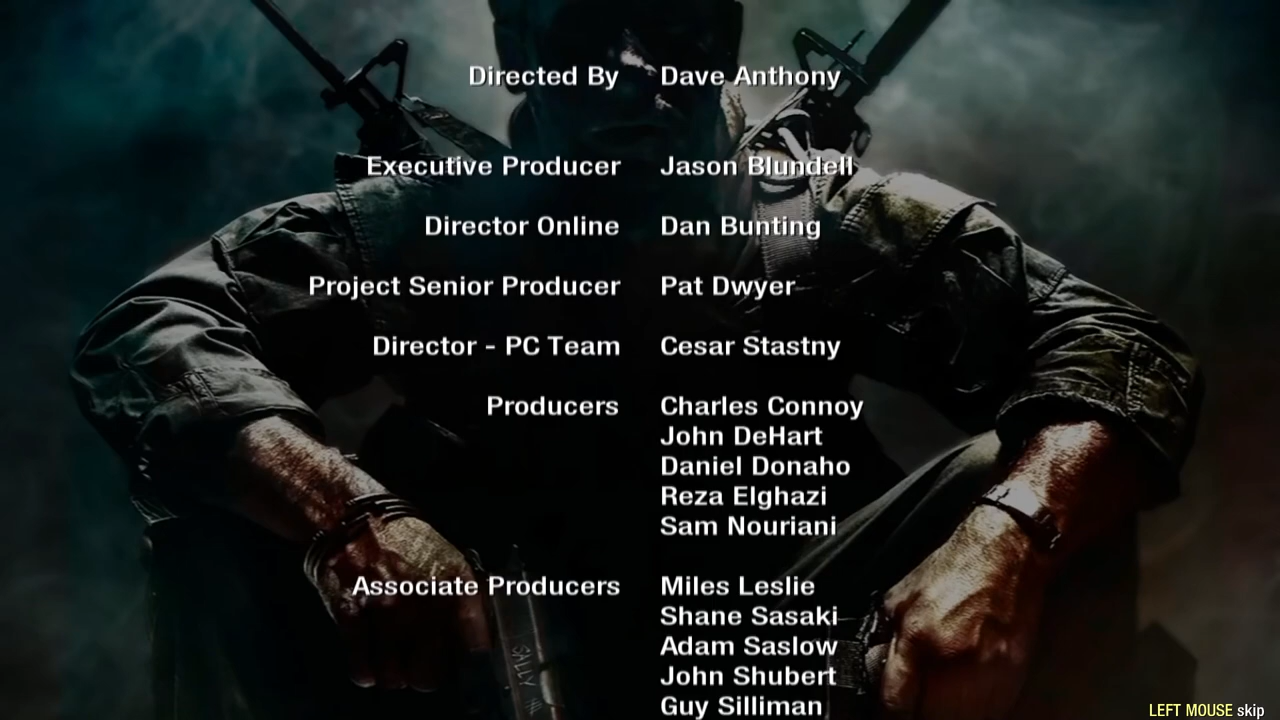 Directed By Dave Anthony
Executive Producer Jason Blundell
Director Online Dan Bunting
Project Senior Producer Pat Dwyer
Director - PC Team Cesar Stastny
Producers Charles Connoy
John DeHart
Daniel Donaho
Reza Elghazi
Sam Nouriani
Associate Producers Miles Leslie
Shane Sasaki
Adam Saslow
John Shubert
Guy Silliman
SALLY
LEFT MOUSE skip